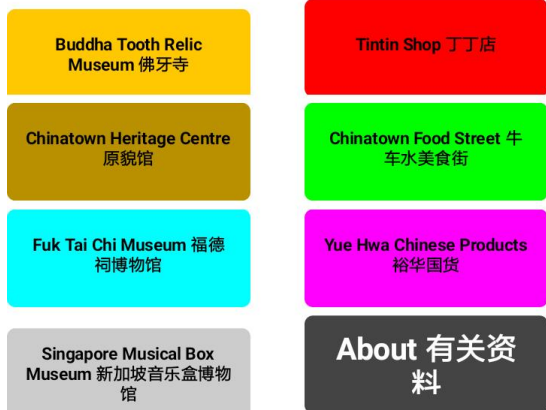 Buddha Tooth Relic
Museum 佛牙寺
Tintin Shop 丁丁店
Chinatown Heritage Centre
原貌馆
Chinatown Food Street 牛
车水美食街
Fuk Tai Chi Museum 福德
祠博物馆
Yue Hwa Chinese Products
裕华国货
Singapore Musical Box
Museum 新加坡音乐盒博物
馆
About 有关资
料